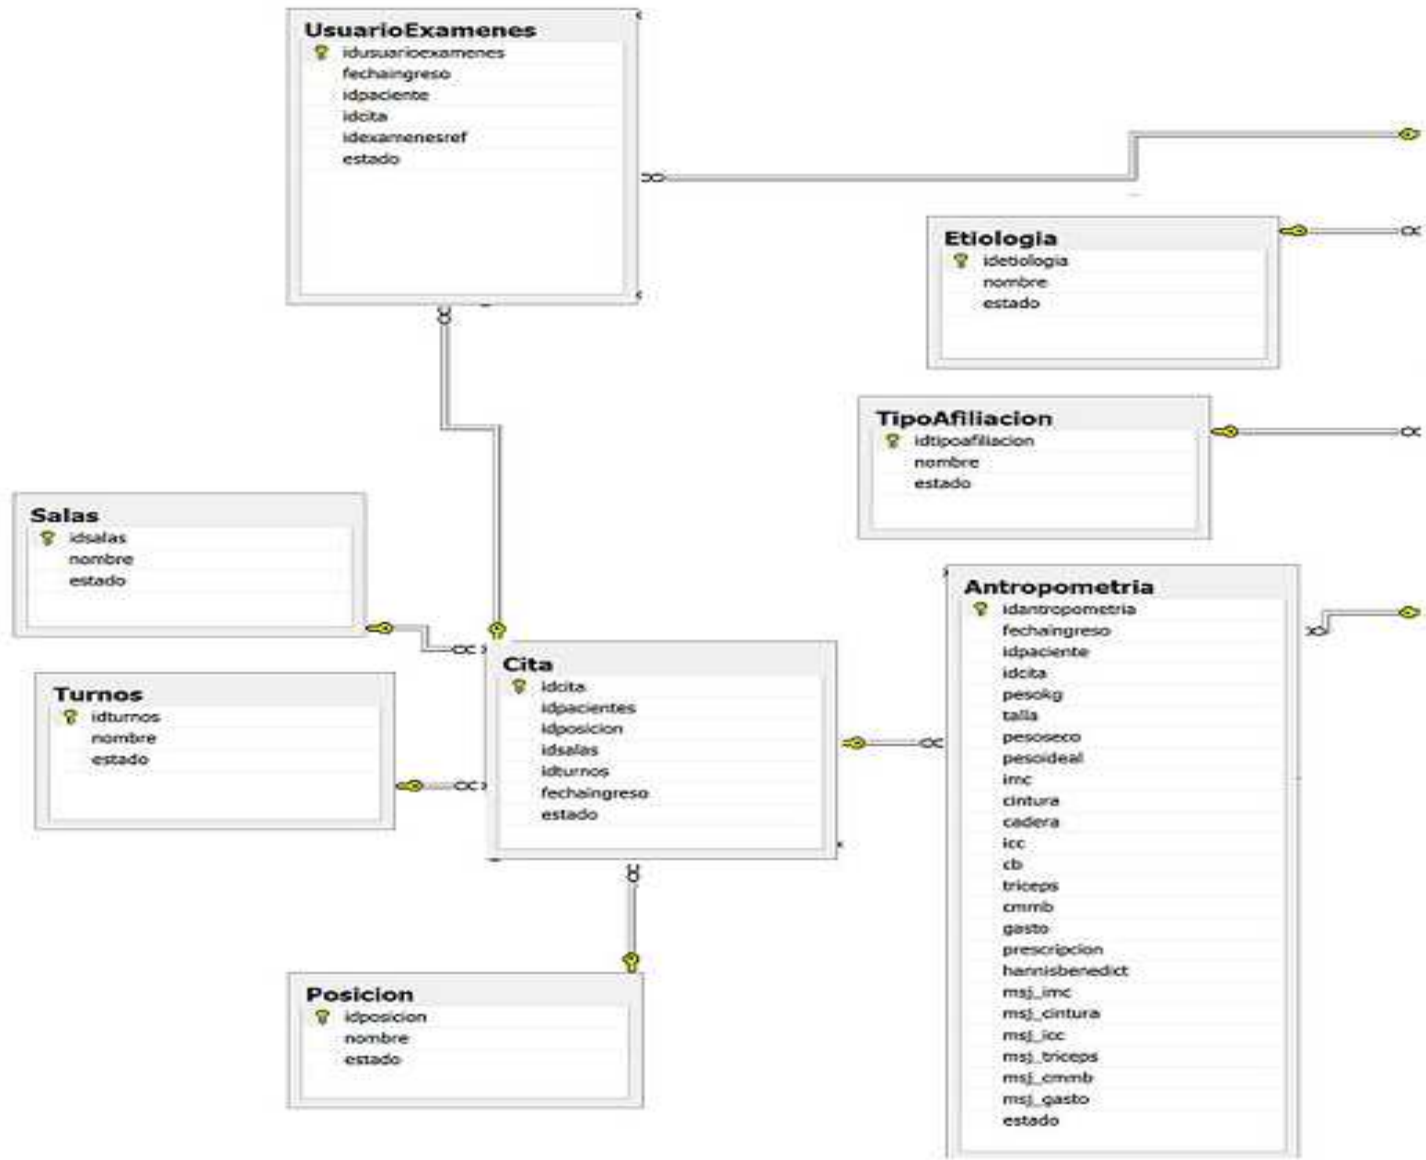 UsuarioExamenes
idusuarioexamenes
fechaingreso
idpaciente
idcita
idexamenesref
estado
Etiologia
idetiologia
nombre
estado
TipoAfiliacion
idtipoafiliacion
nombre
estado
Salas
idsalas
nombre
estado
Turnos
idturnos
nombre
estado
Cita
idcita
idpacientes
idposicion
idsalas
idturnos
fechaingreso
estado
Antropometria
idantropometria
fechaingreso
idpaciente
idcita
pesokg
talla
pesoseco
pesoideal
imc
cintura
cadera
icc
cb
triceps
cmmb
gasto
prescripcion
harrisbenedict
msj_imc
msj_cintura
msj_icc
msj_triceps
msj_cmmb
msj_gasto
estado
Posicion
idposicion
nombre
estado